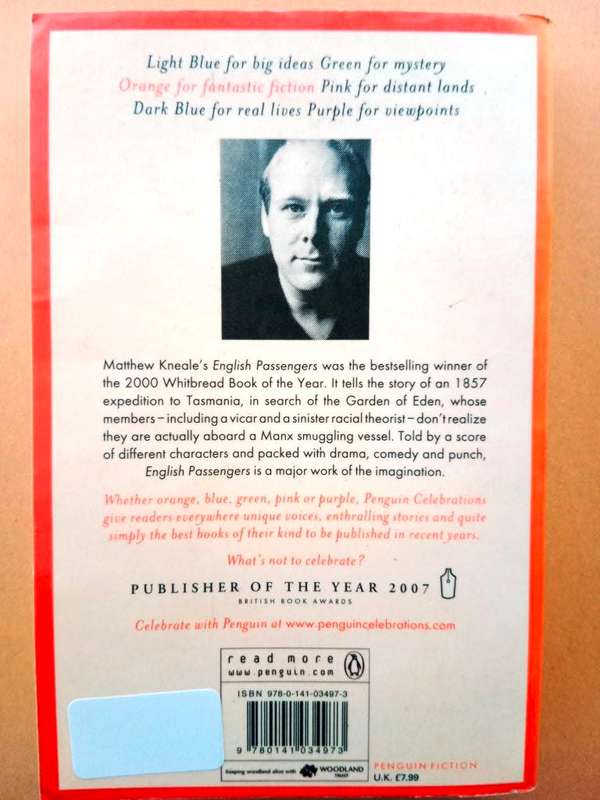 Light Blue for big ideas Green for mystery
Orange for fantastic fiction Pink for distant lands
Dark Blue for real lives Purple for viewpoints
Matthew Kneale's English Passengers was the bestselling winner of
the 2000 Whitbread Book of the Year. It tells the story of an 1857
expedition to Tasmania, in search of the Garden of Eden, whose
members – including a vicar and a sinister racial theorist – don't realize
they are actually aboard a Manx smuggling vessel. Told by a score
of different characters and packed with drama, comedy and punch,
English Passengers is a major work of the imagination.
Whether orange, blue, green, pink or purple, Penguin Celebrations
give readers everywhere unique voices, enthralling stories and quite
simply the best books of their kind to be published in recent years.
What's not to celebrate?
PUBLISHER OF THE YEAR 2007
BRITISH BOOK AWARDS
Celebrate with Penguin at www.penguincelebrations.com
read more
www.penguin.com
ISBN 978-0-141-03497-3
9 780141 034973
Keeping woodland alive with WOODLAND
TRUST
PENGUIN FICTION
U.K. £7.99